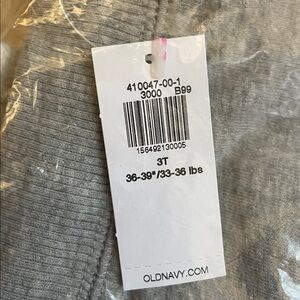 410047-00-1
3000 B99
156492130005
3T
36-39"/33-36 lbs
OLDNAVY.COM